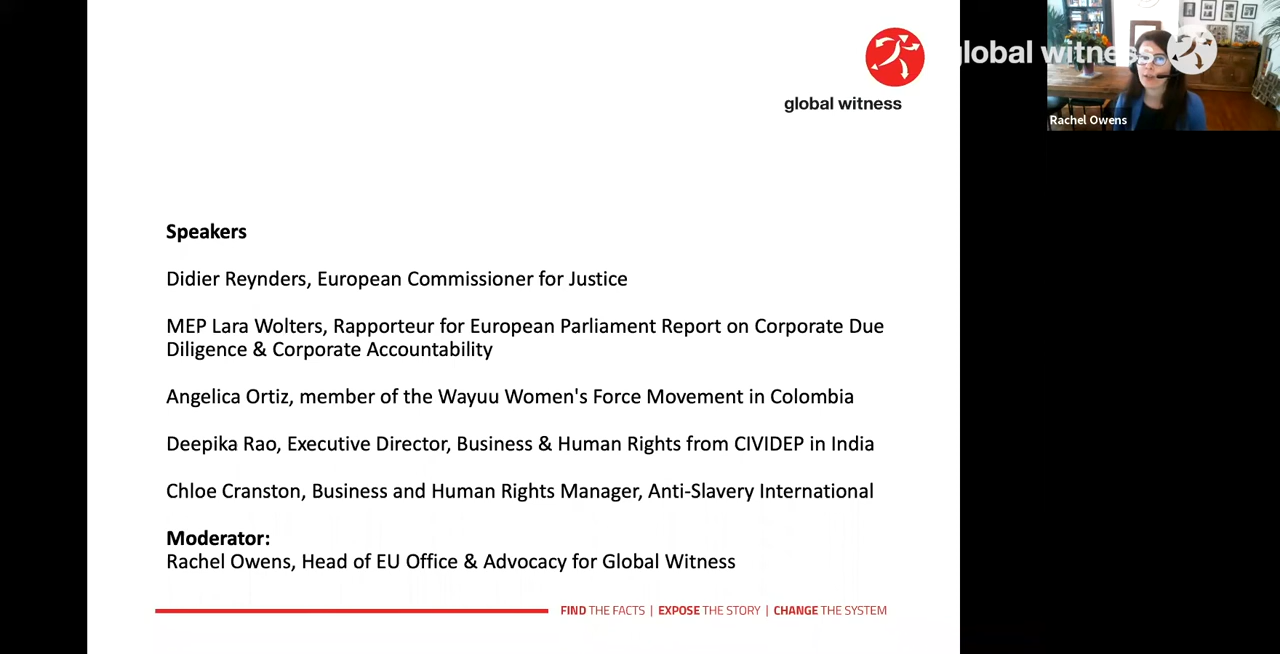 global witness
global witness
Rachel Owens
Speakers
Didier Reynders, European Commissioner for Justice
MEP Lara Wolters, Rapporteur for European Parliament Report on Corporate Due
Diligence & Corporate Accountability
Angelica Ortiz, member of the Wayuu Women's Force Movement in Colombia
Deepika Rao, Executive Director, Business & Human Rights from CIVIDEP in India
Chloe Cranston, Business and Human Rights Manager, Anti-Slavery International
Moderator:
Rachel Owens, Head of EU Office & Advocacy for Global Witness
FIND THE FACTS | EXPOSE THE STORY | CHANGE THE SYSTEM